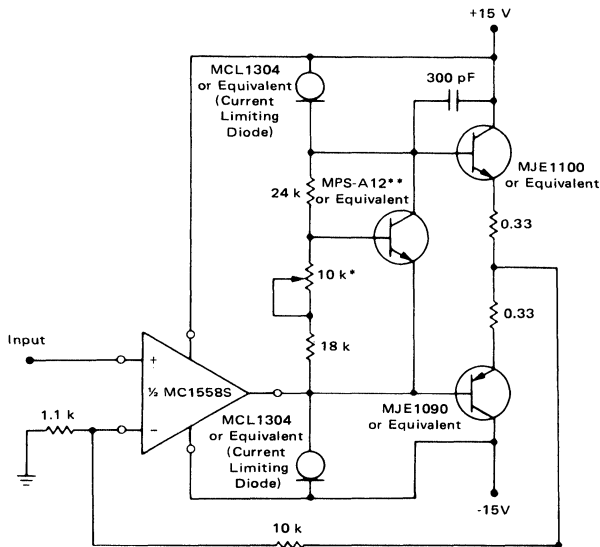 +15 V
MCL1304
or Equivalent
(Current
Limiting
Diode)
300 pF
MJE1100
or Equivalent
24 k
MPS-A12**
or Equivalent
0.33
10 k*
0.33
Input
18 k
+
½ MC1558S
−
1.1 k
MCL1304
or Equivalent
(Current
Limiting
Diode)
MJE1090
or Equivalent
-15V
10 k